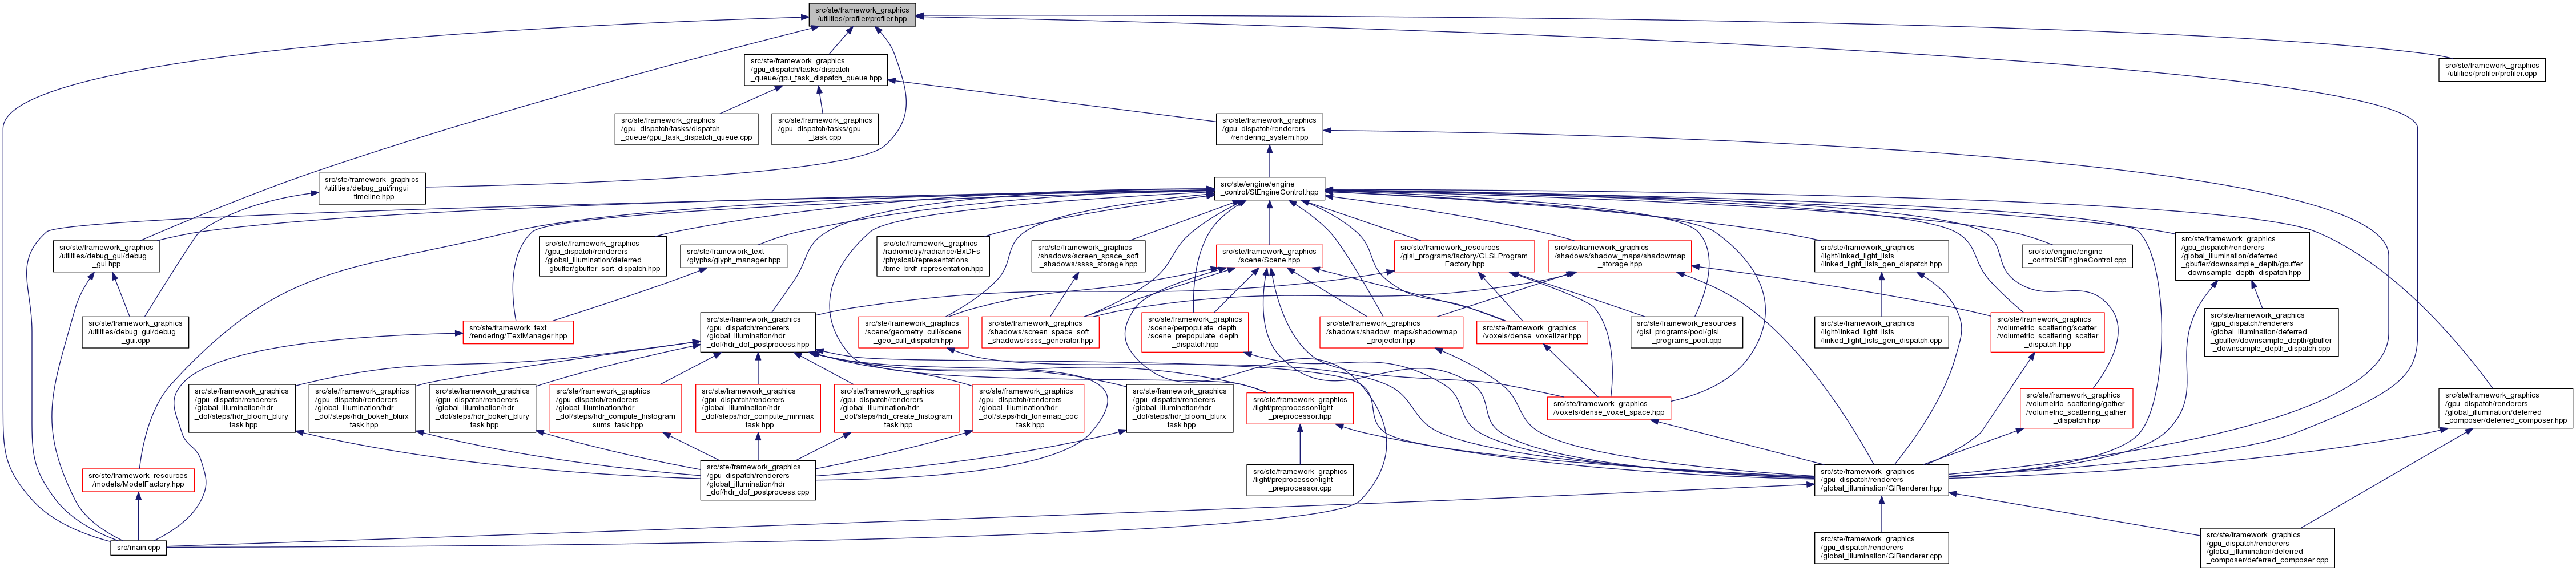 src/ste/framework_graphics
/utilities/profiler/profiler.hpp
src/ste/framework_graphics
/gpu_dispatch/tasks/dispatch
_queue/gpu_task_dispatch_queue.hpp
src/ste/framework_graphics
/utilities/profiler/profiler.cpp
src/ste/framework_graphics
/gpu_dispatch/tasks/dispatch
_queue/gpu_task_dispatch_queue.cpp
src/ste/framework_graphics
/gpu_dispatch/tasks/gpu
_task.cpp
src/ste/framework_graphics
/gpu_dispatch/renderers
/rendering_system.hpp
src/ste/framework_graphics
/utilities/debug_gui/imgui
_timeline.hpp
src/ste/engine/engine
_control/StEngineControl.hpp
src/ste/framework_graphics
/utilities/debug_gui/debug
_gui.hpp
src/ste/framework_graphics
/gpu_dispatch/renderers
/global_illumination/deferred
_gbuffer/gbuffer_sort_dispatch.hpp
src/ste/framework_text
/glyphs/glyph_manager.hpp
src/ste/framework_graphics
/radiometry/radiance/BxDFs
/physical/representations
/bme_brdf_representation.hpp
src/ste/framework_graphics
/shadows/screen_space_soft
_shadows/ssss_storage.hpp
src/ste/framework_graphics
/scene/Scene.hpp
src/ste/framework_resources
/glsl_programs/factory/GLSLProgram
Factory.hpp
src/ste/framework_graphics
/shadows/shadow_maps/shadowmap
_storage.hpp
src/ste/framework_graphics
/light/linked_light_lists
/linked_light_lists_gen_dispatch.hpp
src/ste/engine/engine
_control/StEngineControl.cpp
src/ste/framework_graphics
/gpu_dispatch/renderers
/global_illumination/deferred
_gbuffer/downsample_depth/gbuffer
_downsample_depth_dispatch.hpp
src/ste/framework_graphics
/utilities/debug_gui/debug
_gui.cpp
src/ste/framework_text
/rendering/TextManager.hpp
src/ste/framework_graphics
/gpu_dispatch/renderers
/global_illumination/hdr
_dof/hdr_dof_postprocess.hpp
src/ste/framework_graphics
/scene/geometry_cull/scene
_geo_cull_dispatch.hpp
src/ste/framework_graphics
/shadows/screen_space_soft
_shadows/ssss_generator.hpp
src/ste/framework_graphics
/scene/perpopulate_depth
/scene_prepopulate_depth
_dispatch.hpp
src/ste/framework_graphics
/shadows/shadow_maps/shadowmap
_projector.hpp
src/ste/framework_graphics
/voxels/dense_voxelizer.hpp
src/ste/framework_resources
/glsl_programs/pool/glsl
_programs_pool.cpp
src/ste/framework_graphics
/light/linked_light_lists
/linked_light_lists_gen_dispatch.cpp
src/ste/framework_graphics
/volumetric_scattering/scatter
/volumetric_scattering_scatter
_dispatch.hpp
src/ste/framework_graphics
/gpu_dispatch/renderers
/global_illumination/deferred
_gbuffer/downsample_depth/gbuffer
_downsample_depth_dispatch.cpp
src/ste/framework_graphics
/gpu_dispatch/renderers
/global_illumination/hdr
_dof/steps/hdr_bloom_blury
_task.hpp
src/ste/framework_graphics
/gpu_dispatch/renderers
/global_illumination/hdr
_dof/steps/hdr_bokeh_blurx
_task.hpp
src/ste/framework_graphics
/gpu_dispatch/renderers
/global_illumination/hdr
_dof/steps/hdr_bokeh_blury
_task.hpp
src/ste/framework_graphics
/gpu_dispatch/renderers
/global_illumination/hdr
_dof/steps/hdr_compute_histogram
_sums_task.hpp
src/ste/framework_graphics
/gpu_dispatch/renderers
/global_illumination/hdr
_dof/steps/hdr_compute_minmax
_task.hpp
src/ste/framework_graphics
/gpu_dispatch/renderers
/global_illumination/hdr
_dof/steps/hdr_create_histogram
_task.hpp
src/ste/framework_graphics
/gpu_dispatch/renderers
/global_illumination/hdr
_dof/steps/hdr_tonemap_coc
_task.hpp
src/ste/framework_graphics
/gpu_dispatch/renderers
/global_illumination/hdr
_dof/steps/hdr_bloom_blurx
_task.hpp
src/ste/framework_graphics
/light/preprocessor/light
_preprocessor.hpp
src/ste/framework_graphics
/voxels/dense_voxel_space.hpp
src/ste/framework_graphics
/volumetric_scattering/gather
/volumetric_scattering_gather
_dispatch.hpp
src/ste/framework_graphics
/gpu_dispatch/renderers
/global_illumination/deferred
_composer/deferred_composer.hpp
src/ste/framework_resources
/models/ModelFactory.hpp
src/ste/framework_graphics
/gpu_dispatch/renderers
/global_illumination/hdr
_dof/hdr_dof_postprocess.cpp
src/ste/framework_graphics
/light/preprocessor/light
_preprocessor.cpp
src/ste/framework_graphics
/gpu_dispatch/renderers
/global_illumination/GIRenderer.hpp
src/main.cpp
src/ste/framework_graphics
/gpu_dispatch/renderers
/global_illumination/GIRenderer.cpp
src/ste/framework_graphics
/gpu_dispatch/renderers
/global_illumination/deferred
_composer/deferred_composer.cpp